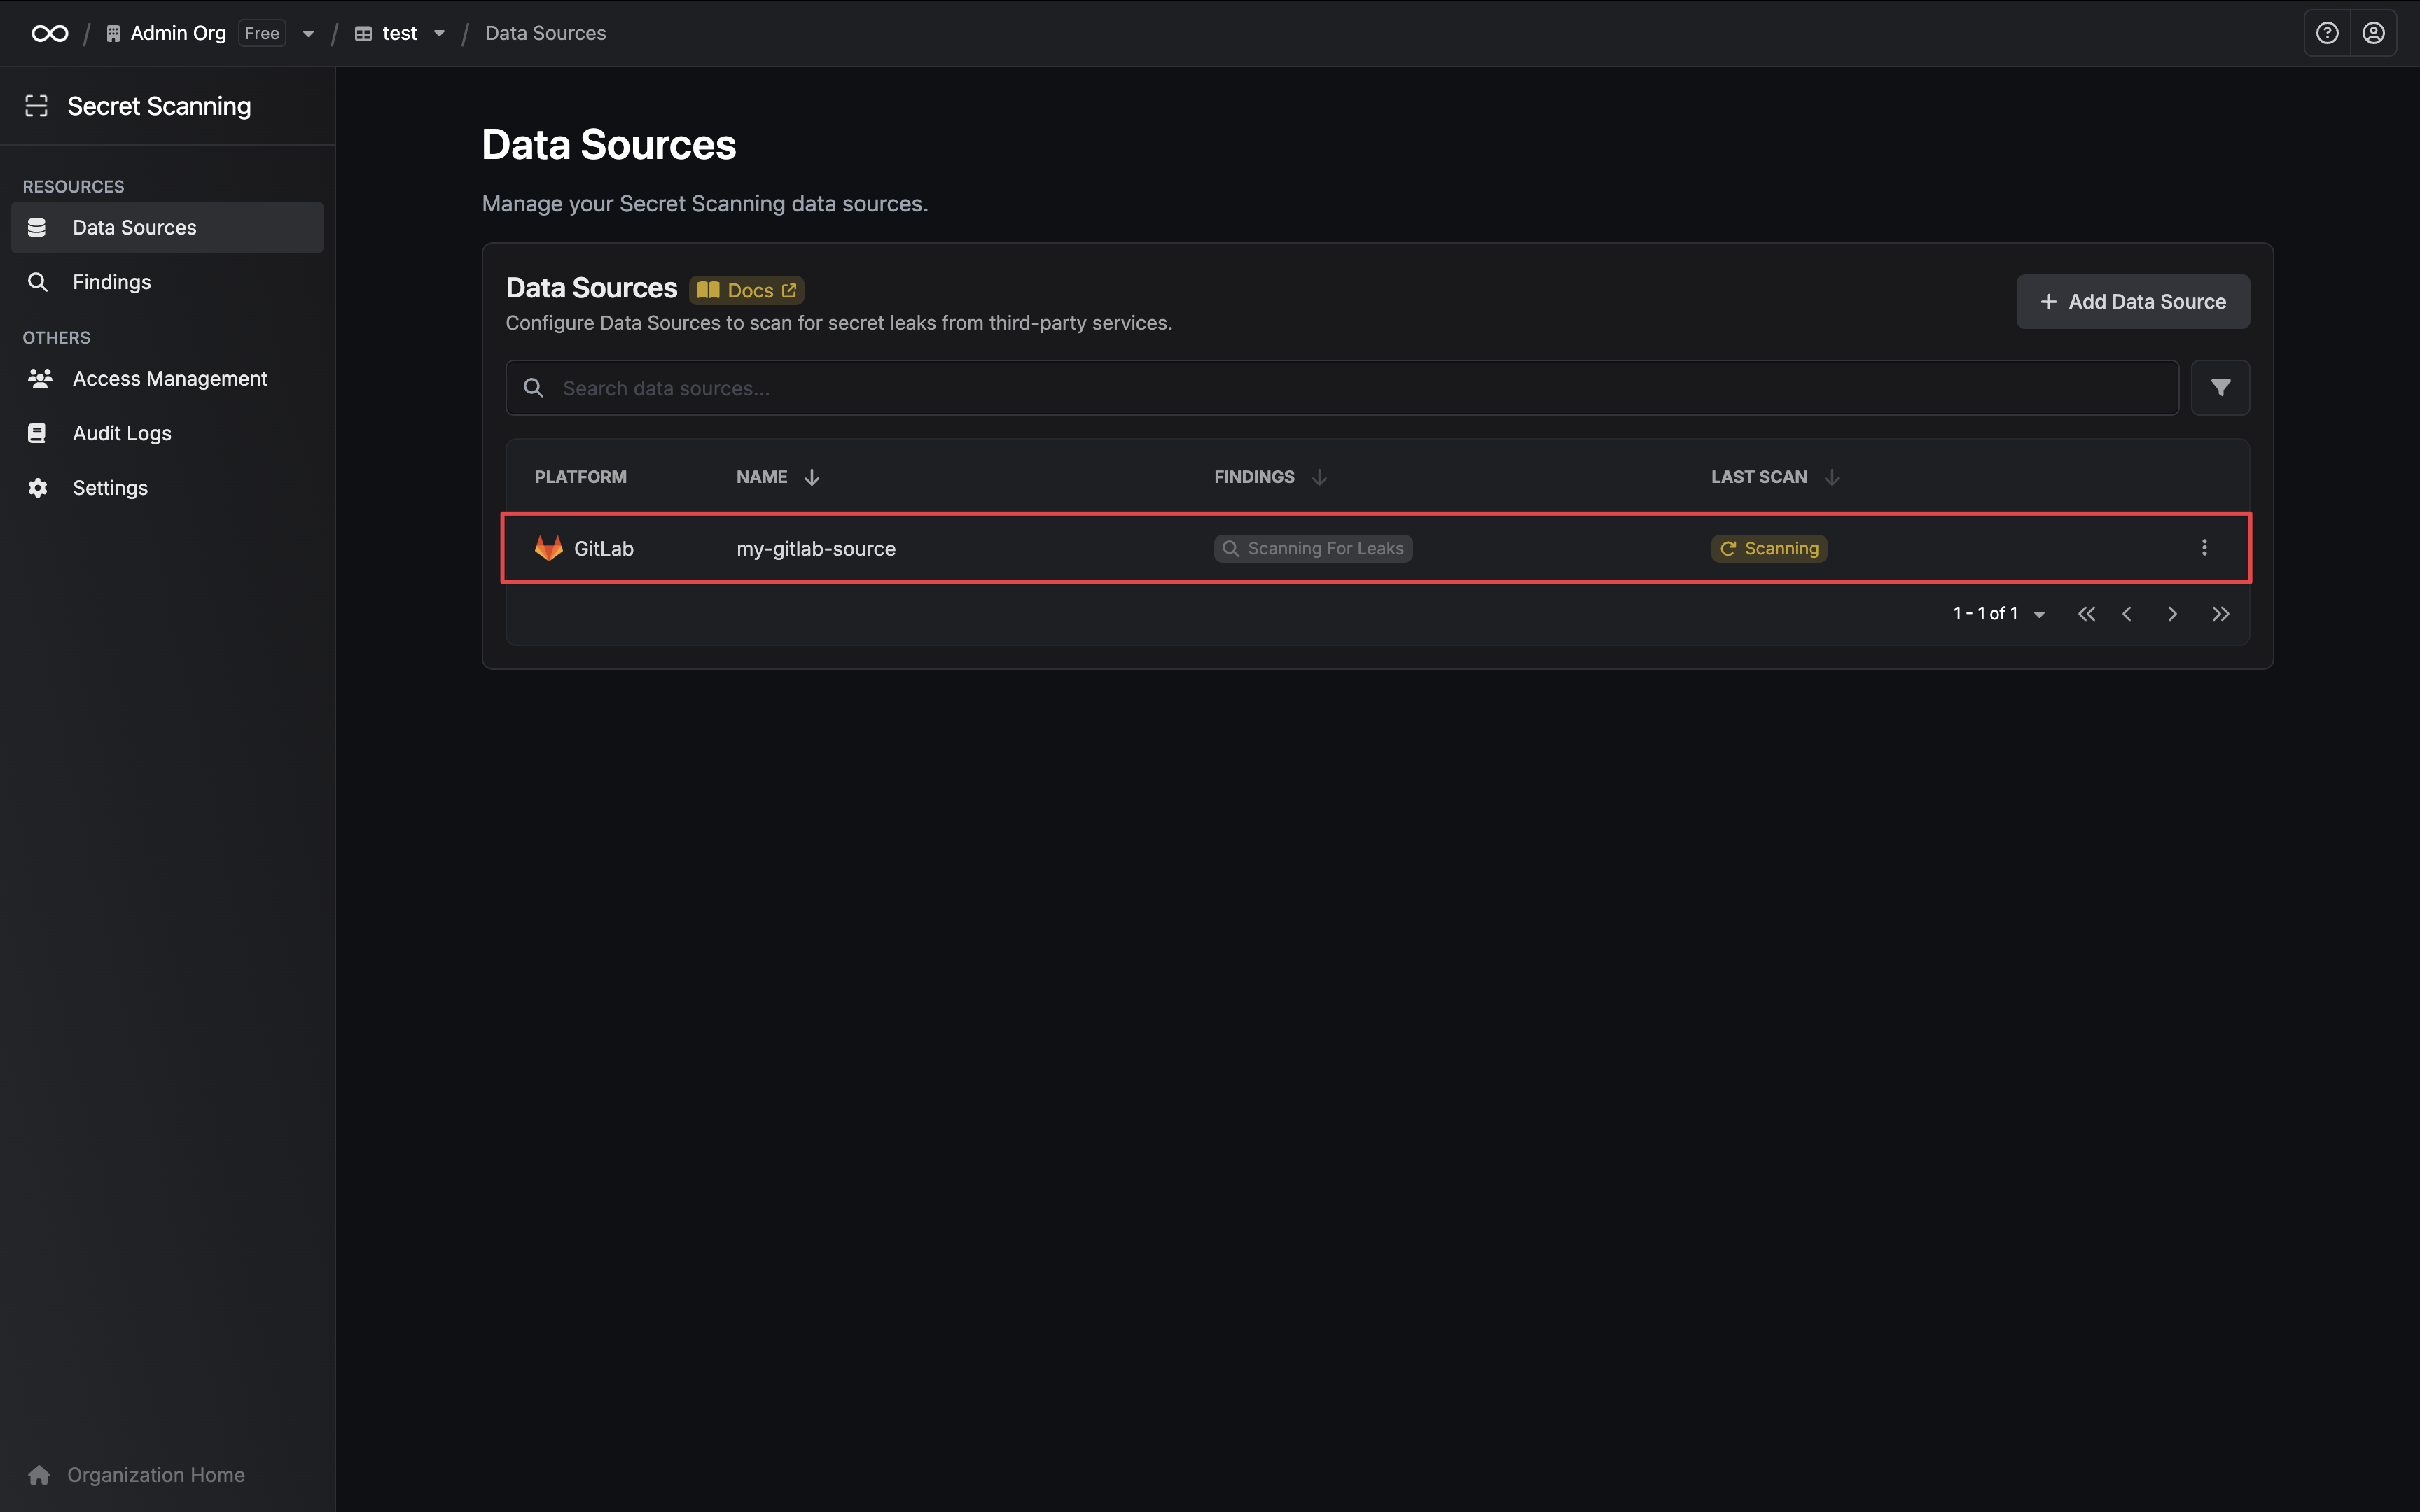 Admin Org Free test Data Sources
Secret Scanning
RESOURCES
Data Sources
Findings
OTHERS
Access Management
Audit Logs
Settings
Organization Home
Data Sources
Manage your Secret Scanning data sources.
Data Sources Docs
Configure Data Sources to scan for secret leaks from third-party services.
Add Data Source
Search data sources...
PLATFORM NAME FINDINGS LAST SCAN
GitLab my-gitlab-source Scanning For Leaks Scanning
1 - 1 of 1